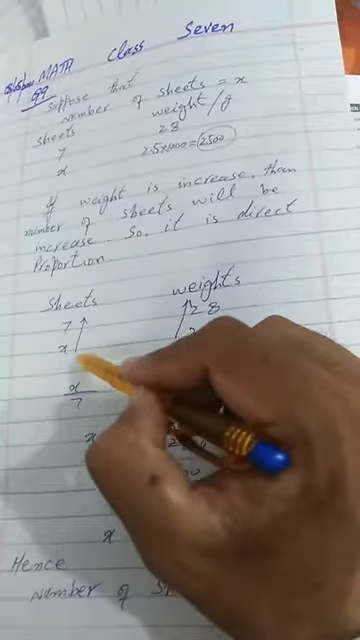 MATH Class Seven
99 Suppose that
number of sheets = x
sheets weight/g
7 28
x 2.5x1000 = 2500
If weight is increase, then
number of sheets will be
increase. So, it is direct
Proportion.
Sheets weights
7 28
x
x
7
x
x
Hence
Number of